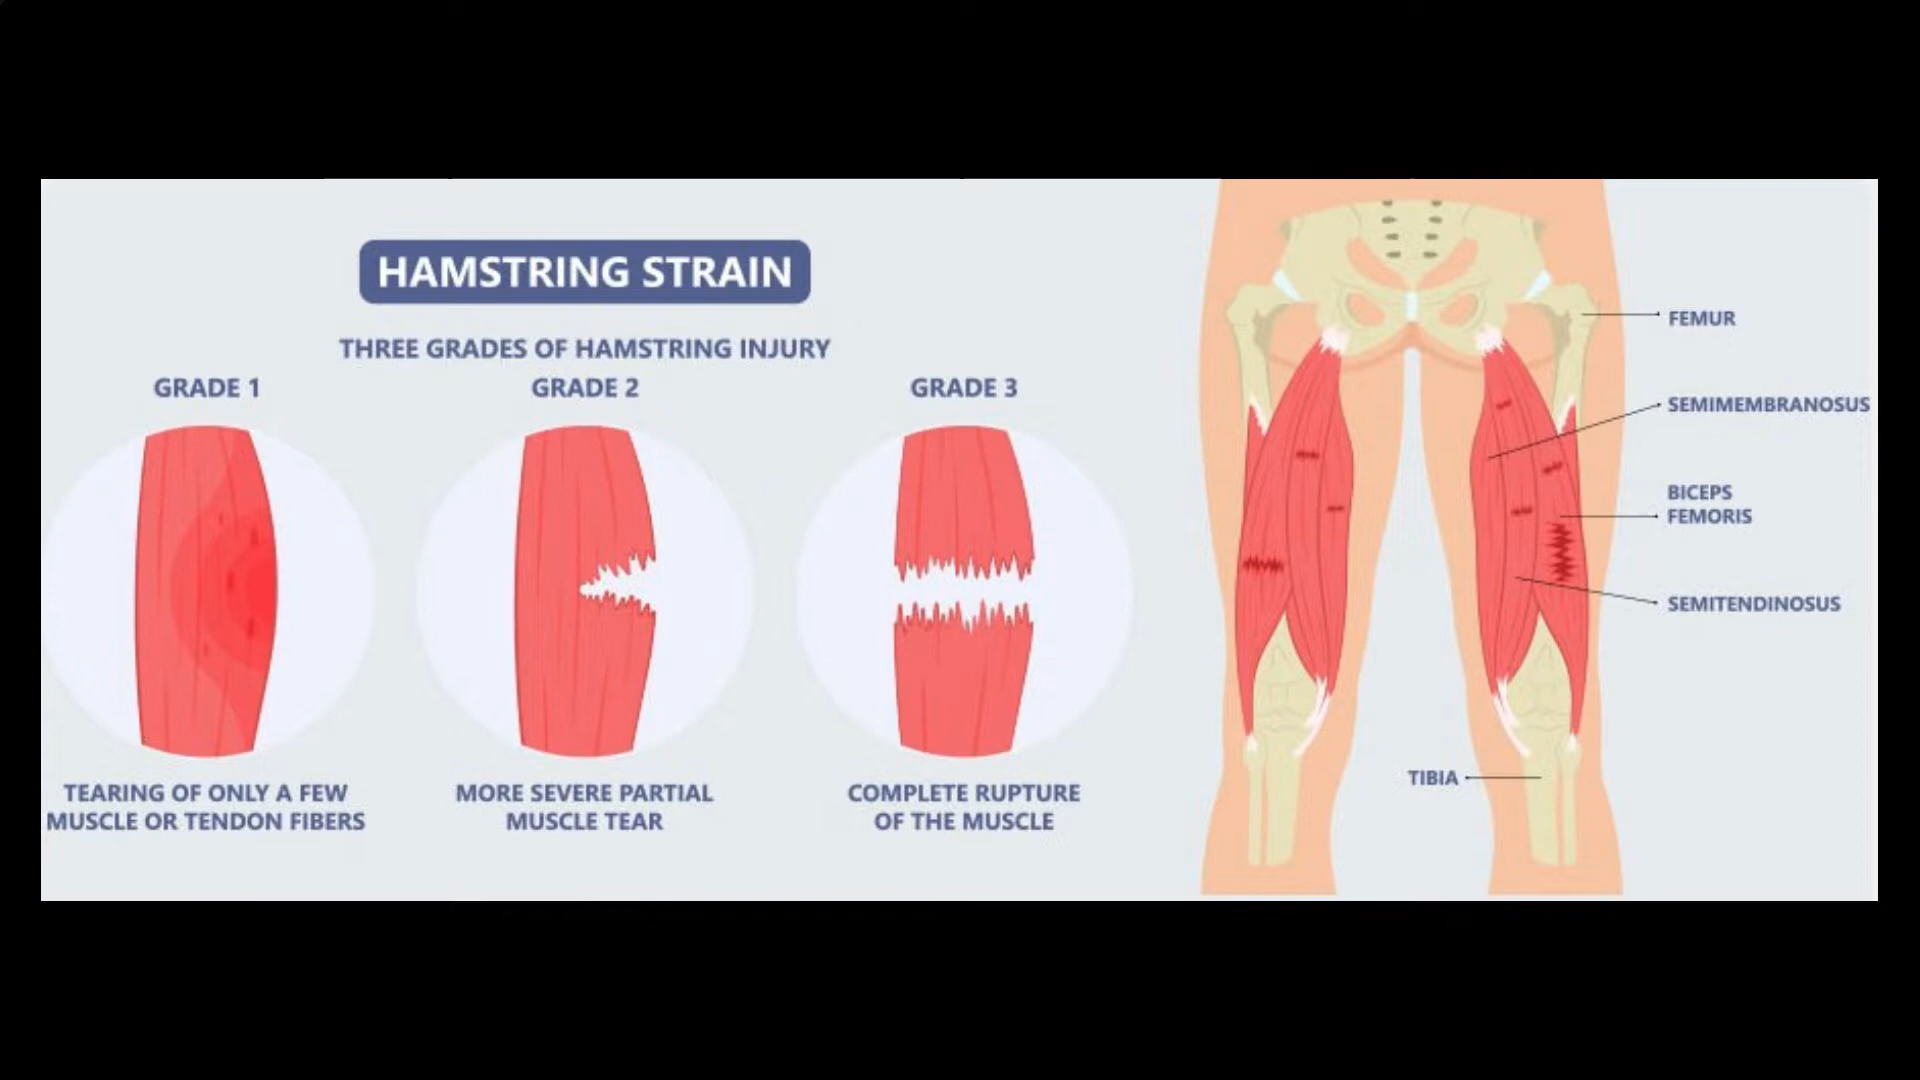 HAMSTRING STRAIN
THREE GRADES OF HAMSTRING INJURY
GRADE 1
TEARING OF ONLY A FEW
MUSCLE OR TENDON FIBERS
GRADE 2
MORE SEVERE PARTIAL
MUSCLE TEAR
GRADE 3
COMPLETE RUPTURE
OF THE MUSCLE
FEMUR
SEMIMEMBRANOSUS
BICEPS
FEMORIS
SEMITENDINOSUS
TIBIA